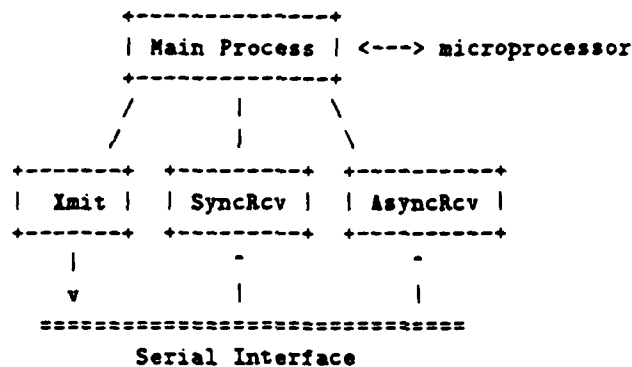 Main Process <---> microprocessor
Xmit SyncRcv AsyncRcv
Serial Interface